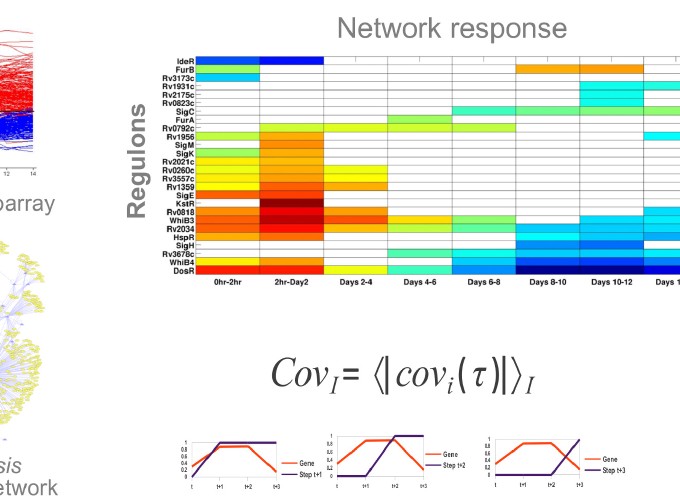 Network response
Regulons
IdeR
FurB
Rv3173c
Rv1931c
Rv2175c
Rv0823c
SigC
FurA
Rv0792c
Rv1956
SigM
SigK
Rv2021c
Rv0260c
Rv3557c
Rv1359
SigE
KstR
Rv0818
WhiB3
Rv2034
HspR
SigH
Rv3678c
WhiB4
DosR
0hr-2hr 2hr-Day2 Days 2-4 Days 4-6 Days 6-8 Days 8-10 Days 10-12 Days 1
12 14
oarray
sis
etwork
Cov_I = ⟨|cov_i(τ)|⟩_I
1
0.8
0.6
0.4
0.2
0
t t+1 t+2 t+3
Gene
Step t+1
1
0.8
0.6
0.4
0.2
0
t t+1 t+2 t+3
Gene
Step t+2
1
0.8
0.6
0.4
0.2
0
t t+1 t+2 t+3
Gene
Step t+3